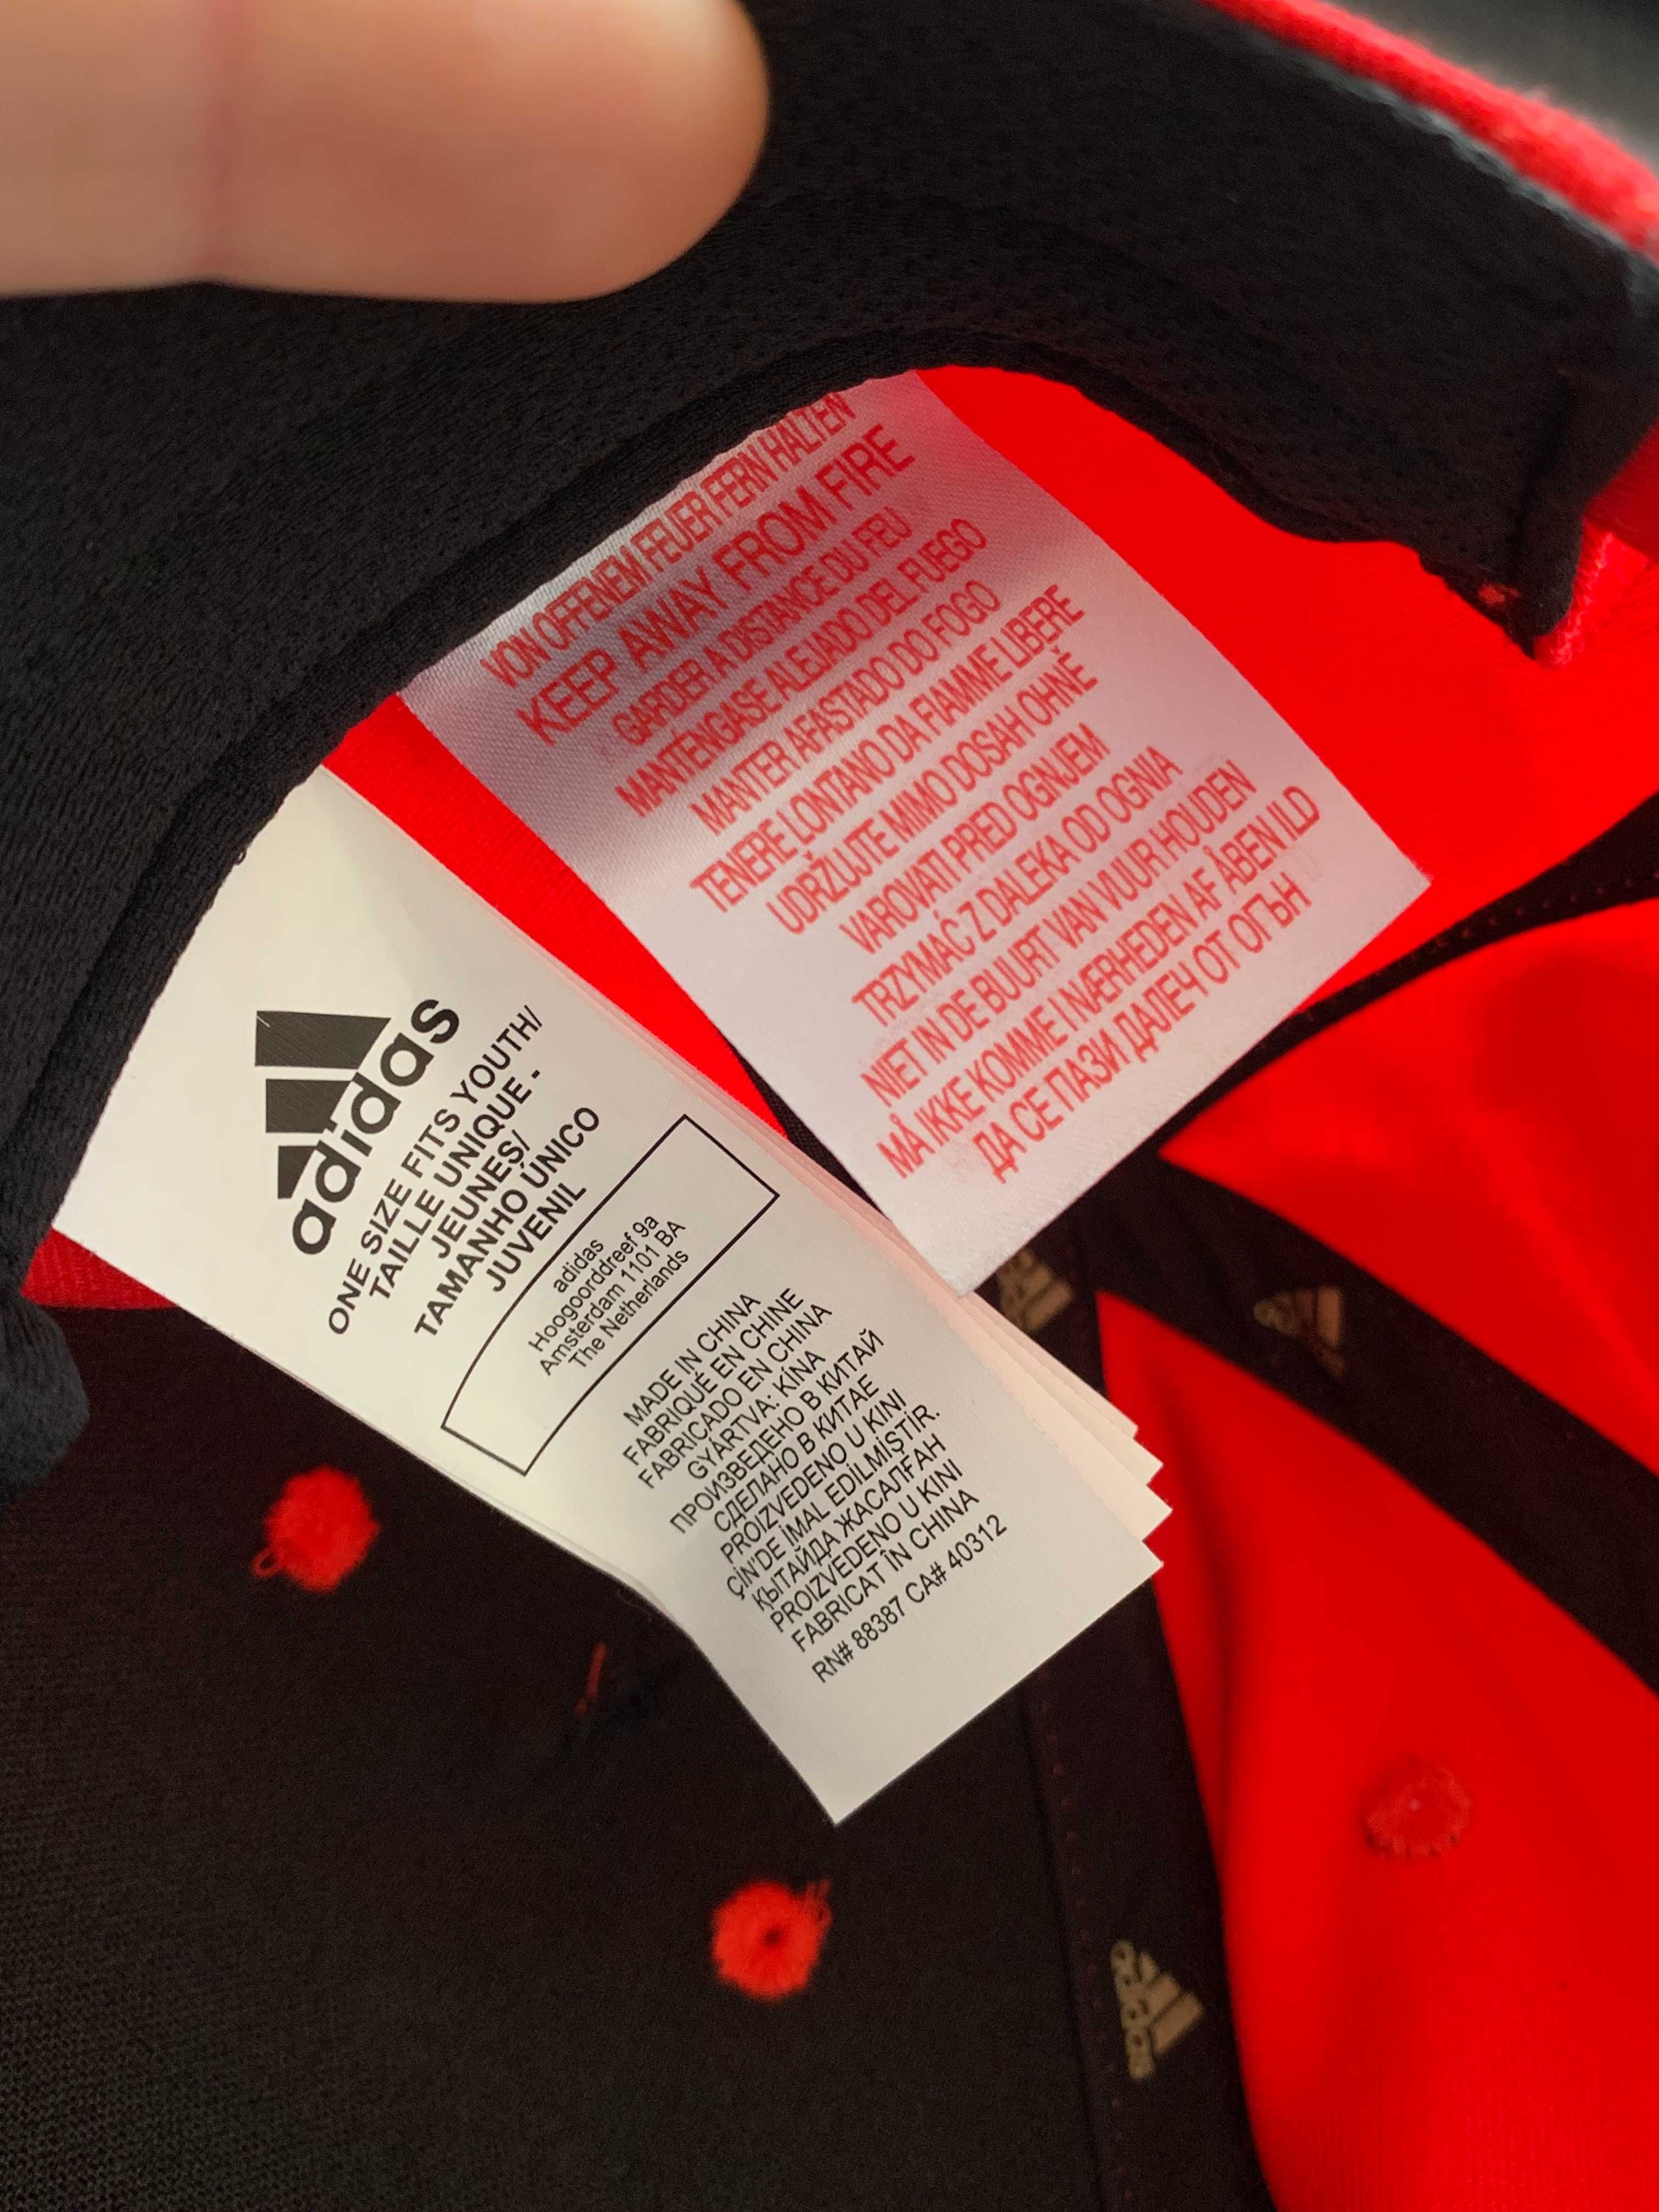 VON OFFENEM FEUER FERN HALTEN
KEEP AWAY FROM FIRE
GARDER A DISTANCE DU FEU
MANTENGASE ALEJADO DEL FUEGO
MANTER AFASTADO DO FOGO
TENERE LONTANO DA FIAMME LIBERE
UDRŽUJTE MIMO DOSAH OHNĚ
VAROVATI PRED OGNJEM
TRZYMAĆ Z DALEKA OD OGNIA
NIET IN DE BUURT VAN VUUR HOUDEN
MÅ IKKE KOMME I NÆRHEDEN AF ÅBEN ILD
ДА СЕ ПАЗИ ДАЛЕЧ ОТ ОГЪН
adidas
ONE SIZE FITS YOUTH/
TAILLE UNIQUE -
JEUNES/
TAMANHO ÚNICO
JUVENIL
adidas
Hoogoorddreef 9a
Amsterdam 1101 BA
The Netherlands
MADE IN CHINA
FABRIQUÉ EN CHINE
FABRICADO EN CHINA
GYÁRTVA: KÍNA
ПРОИЗВЕДЕНО В КИТАЙ
СДЕЛАНО В КИТАЕ
PROIZVEDENO U KINI
ÇİN'DE İMAL EDİLMİŞTİR.
ҚЫТАЙДА ЖАСАЛҒАН
PROIZVEDENO U KINI
FABRICAT ÎN CHINA
RN# 88387 CA# 40312
adidas
adidas
adidas